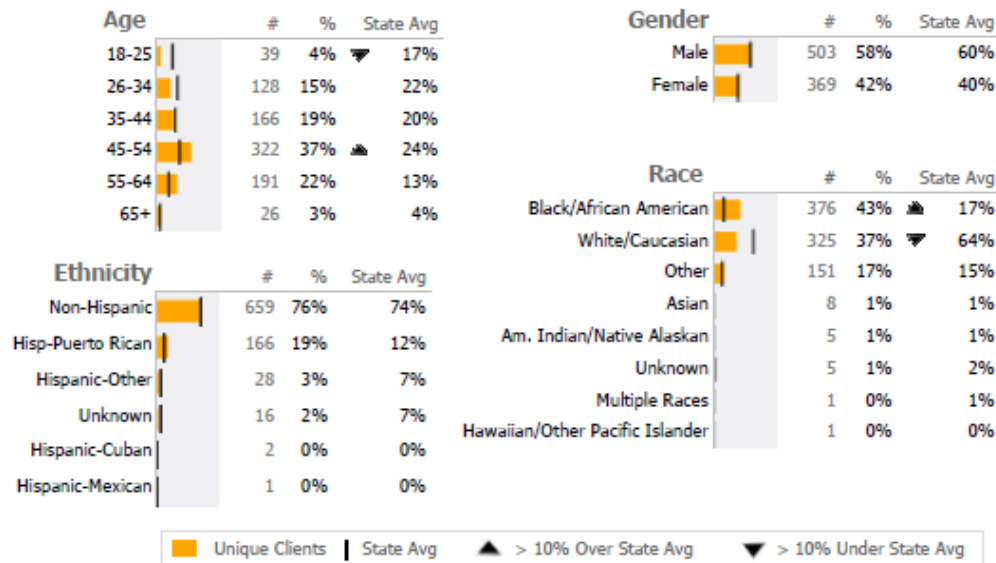 Age # % State Avg
18-25 39 4% ▼ 17%
26-34 128 15% 22%
35-44 166 19% 20%
45-54 322 37% ▲ 24%
55-64 191 22% 13%
65+ 26 3% 4%
Ethnicity # % State Avg
Non-Hispanic 659 76% 74%
Hisp-Puerto Rican 166 19% 12%
Hispanic-Other 28 3% 7%
Unknown 16 2% 7%
Hispanic-Cuban 2 0% 0%
Hispanic-Mexican 1 0% 0%
Gender # % State Avg
Male 503 58% 60%
Female 369 42% 40%
Race # % State Avg
Black/African American 376 43% ▲ 17%
White/Caucasian 325 37% ▼ 64%
Other 151 17% 15%
Asian 8 1% 1%
Am. Indian/Native Alaskan 5 1% 1%
Unknown 5 1% 2%
Multiple Races 1 0% 1%
Hawaiian/Other Pacific Islander 1 0% 0%
Unique Clients State Avg ▲ > 10% Over State Avg ▼ > 10% Under State Avg